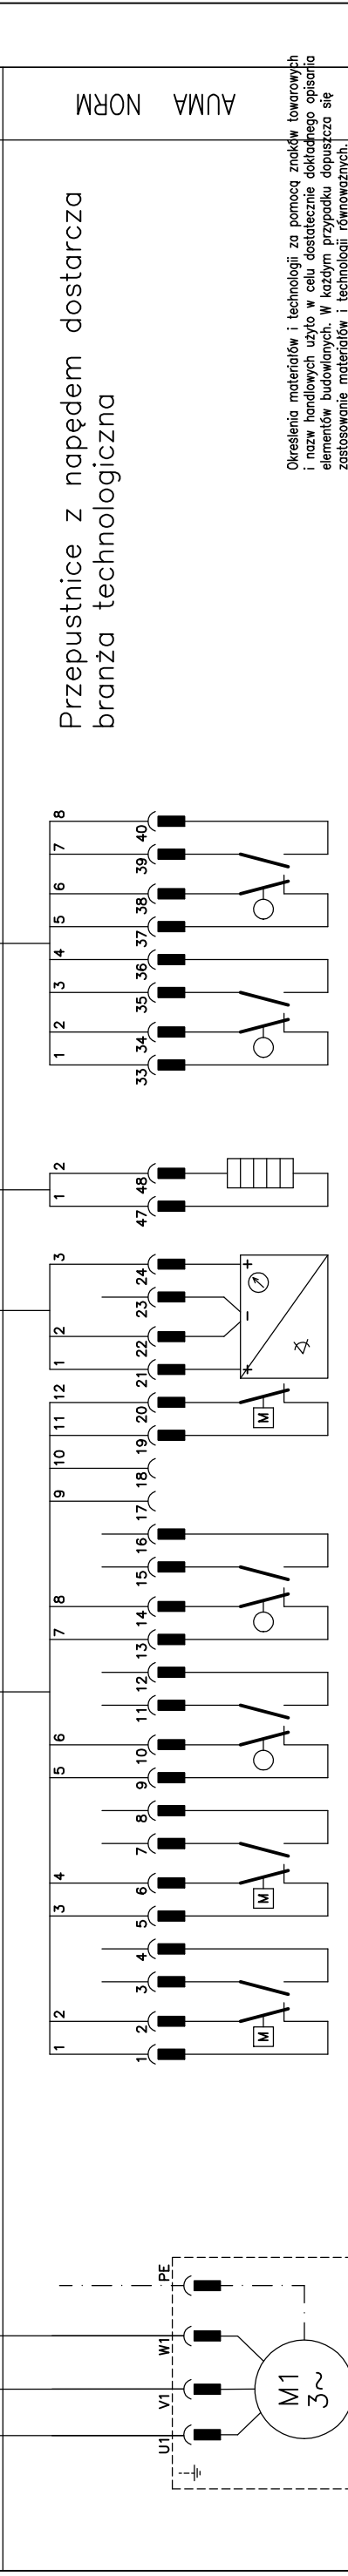 NORM AUMA
Przepustnice z napędem dostarcza
branża technologiczna
Określenia materiałów i technologii za pomocą znaków towarowych
i nazw handlowych użyto w celu dostatecznie dokładnego opisania
elementów budowlanych. W każdym przypadku dopuszcza się
zastosowanie materiałów i technologii równoważnych.
1 2 3 4 5 6 7 8 9 10 11 12
1 2 3
1 2
1 2 3 4 5 6 7 8
U1 V1 W1 PE
1 2 3 4 5 6 7 8 9 10 11 12 13 14 15 16 17 18 19 20 21 22 23 24
47 48
33 34 35 36 37 38 39 40
M M M
+ - +
M1
3~